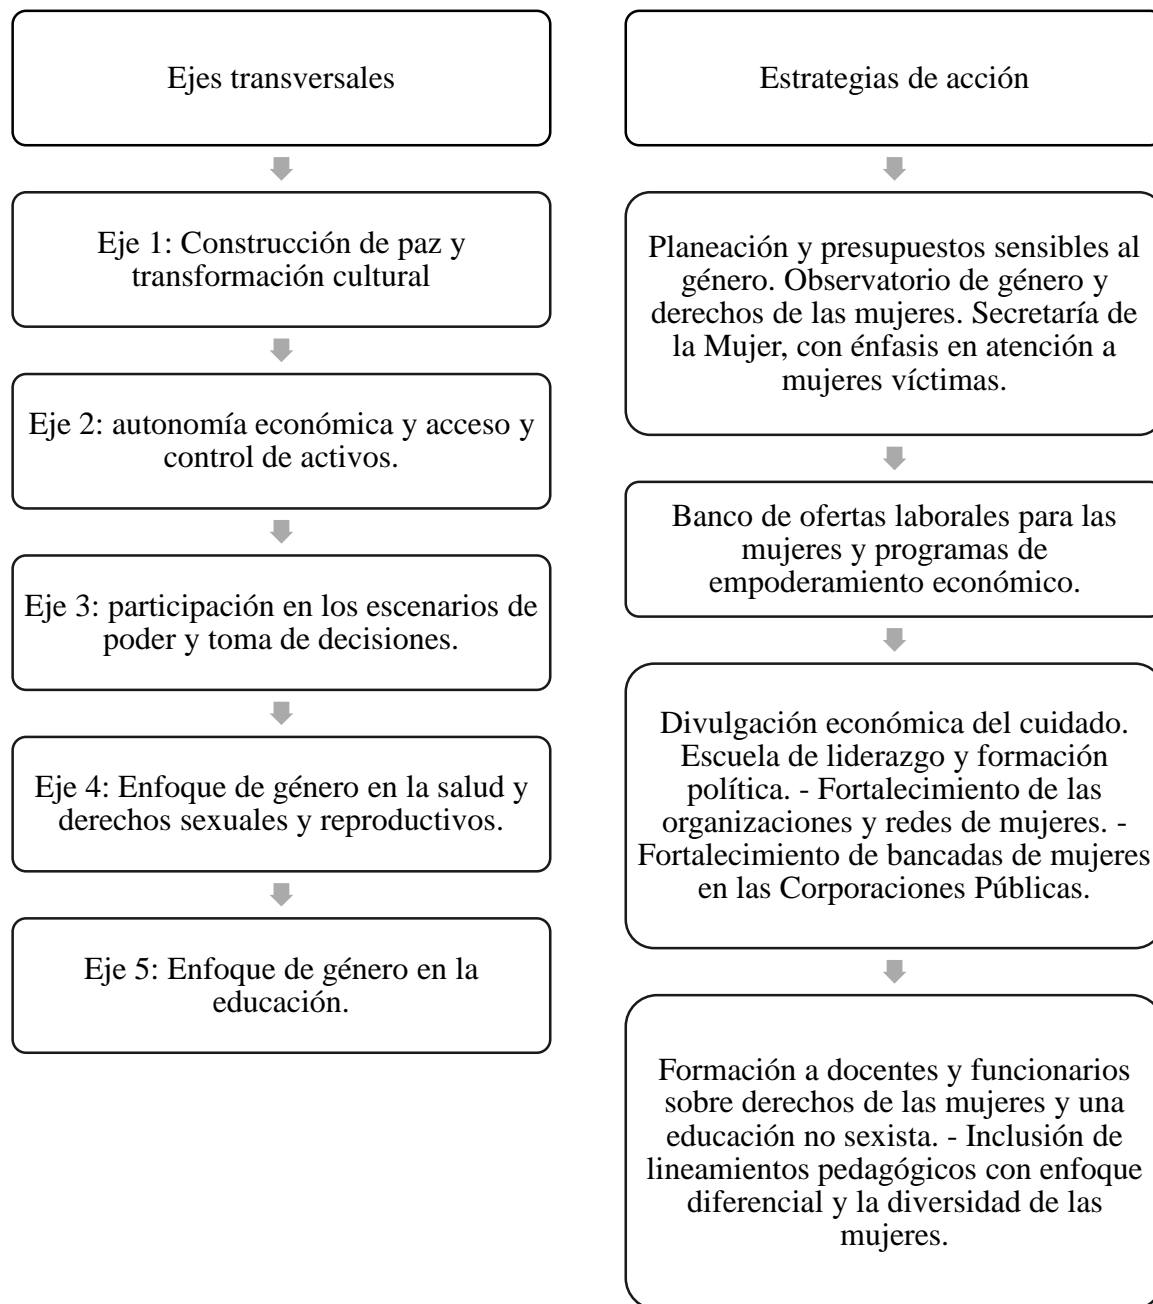 Ejes transversales
Eje 1: Construcción de paz y
transformación cultural
Eje 2: autonomía económica y acceso y
control de activos.
Eje 3: participación en los escenarios de
poder y toma de decisiones.
Eje 4: Enfoque de género en la salud y
derechos sexuales y reproductivos.
Eje 5: Enfoque de género en la
educación.
Estrategias de acción
Planeación y presupuestos sensibles al
género. Observatorio de género y
derechos de las mujeres. Secretaría de
la Mujer, con énfasis en atención a
mujeres víctimas.
Banco de ofertas laborales para las
mujeres y programas de
empoderamiento económico.
Divulgación económica del cuidado.
Escuela de liderazgo y formación
política. - Fortalecimiento de las
organizaciones y redes de mujeres. -
Fortalecimiento de bancadas de mujeres
en las Corporaciones Públicas.
Formación a docentes y funcionarios
sobre derechos de las mujeres y una
educación no sexista. - Inclusión de
lineamientos pedagógicos con enfoque
diferencial y la diversidad de las
mujeres.